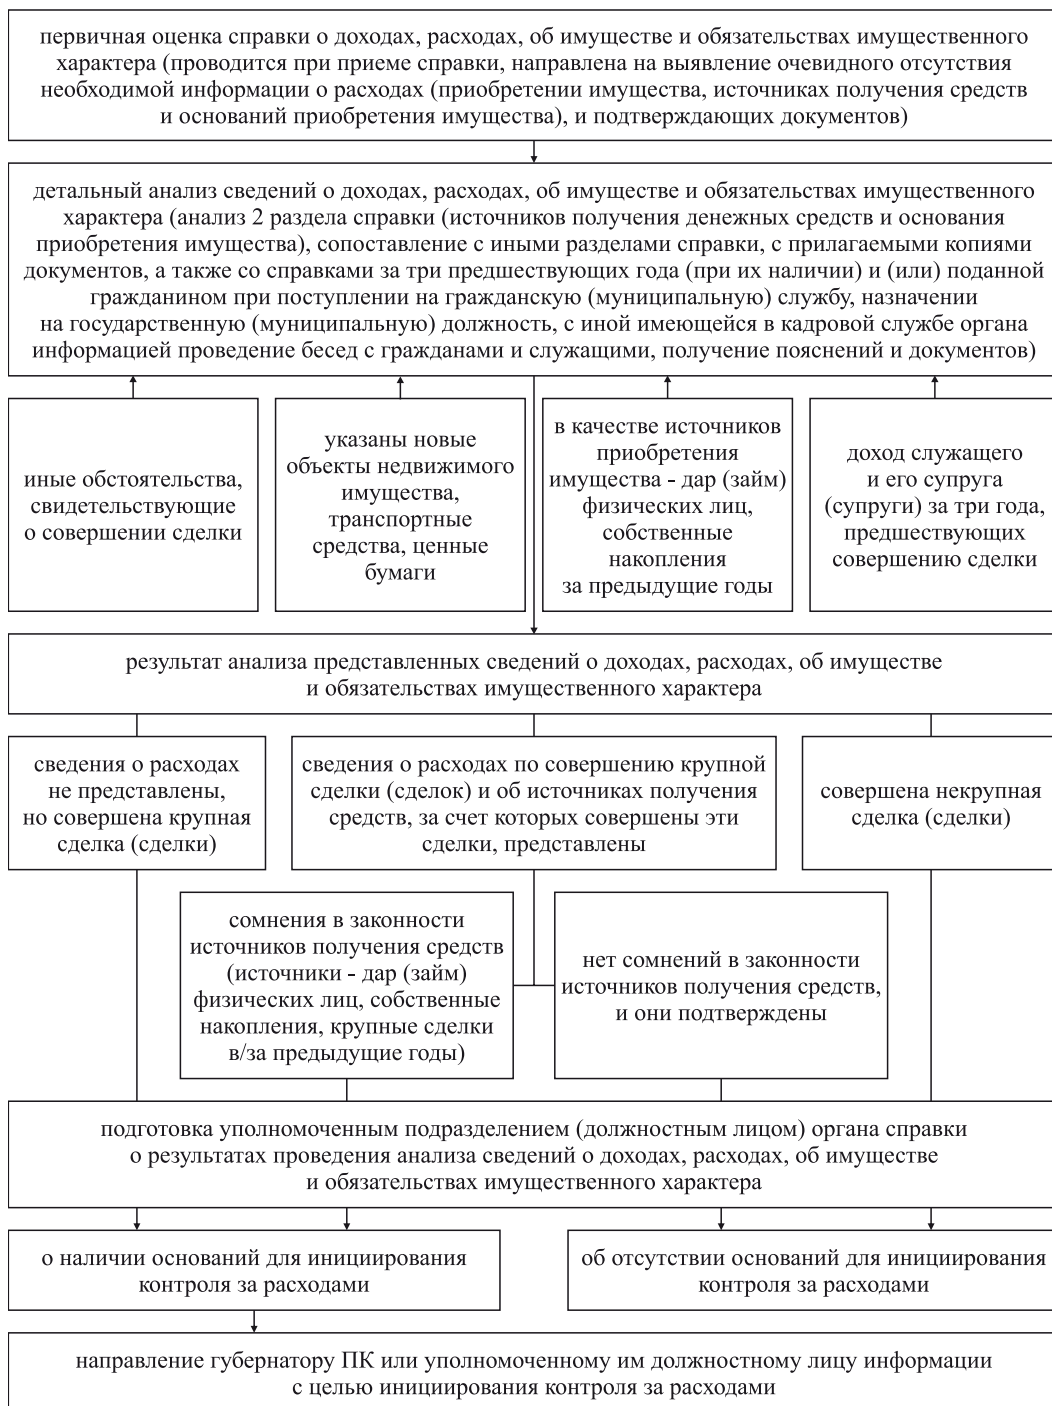 первичная оценка справки о доходах, расходах, об имуществе и обязательствах имущественного
характера (проводится при приеме справки, направлена на выявление очевидного отсутствия
необходимой информации о расходах (приобретении имущества, источниках получения средств
и оснований приобретения имущества), и подтверждающих документов)
детальный анализ сведений о доходах, расходах, об имуществе и обязательствах имущественного
характера (анализ 2 раздела справки (источников получения денежных средств и основания
приобретения имущества), сопоставление с иными разделами справки, с прилагаемыми копиями
документов, а также со справками за три предшествующих года (при их наличии) и (или) поданной
гражданином при поступлении на гражданскую (муниципальную) службу, назначении
на государственную (муниципальную) должность, с иной имеющейся в кадровой службе органа
информацией проведение бесед с гражданами и служащими, получение пояснений и документов)
иные обстоятельства,
свидетельствующие
о совершении сделки
указаны новые
объекты недвижимого
имущества,
транспортные
средства, ценные
бумаги
в качестве источников
приобретения
имущества - дар (займ)
физических лиц,
собственные
накопления
за предыдущие годы
доход служащего
и его супруга
(супруги) за три года,
предшествующих
совершению сделки
результат анализа представленных сведений о доходах, расходах, об имуществе
и обязательствах имущественного характера
сведения о расходах
не представлены,
но совершена крупная
сделка (сделки)
сведения о расходах по совершению крупной
сделки (сделок) и об источниках получения
средств, за счет которых совершены эти
сделки, представлены
совершена некрупная
сделка (сделки)
сомнения в законности
источников получения средств
(источники - дар (займ)
физических лиц, собственные
накопления, крупные сделки
в/за предыдущие годы)
нет сомнений в законности
источников получения средств,
и они подтверждены
подготовка уполномоченным подразделением (должностным лицом) органа справки
о результатах проведения анализа сведений о доходах, расходах, об имуществе
и обязательствах имущественного характера
о наличии оснований для инициирования
контроля за расходами
об отсутствии оснований для инициирования
контроля за расходами
направление губернатору ПК или уполномоченному им должностному лицу информации
с целью инициирования контроля за расходами